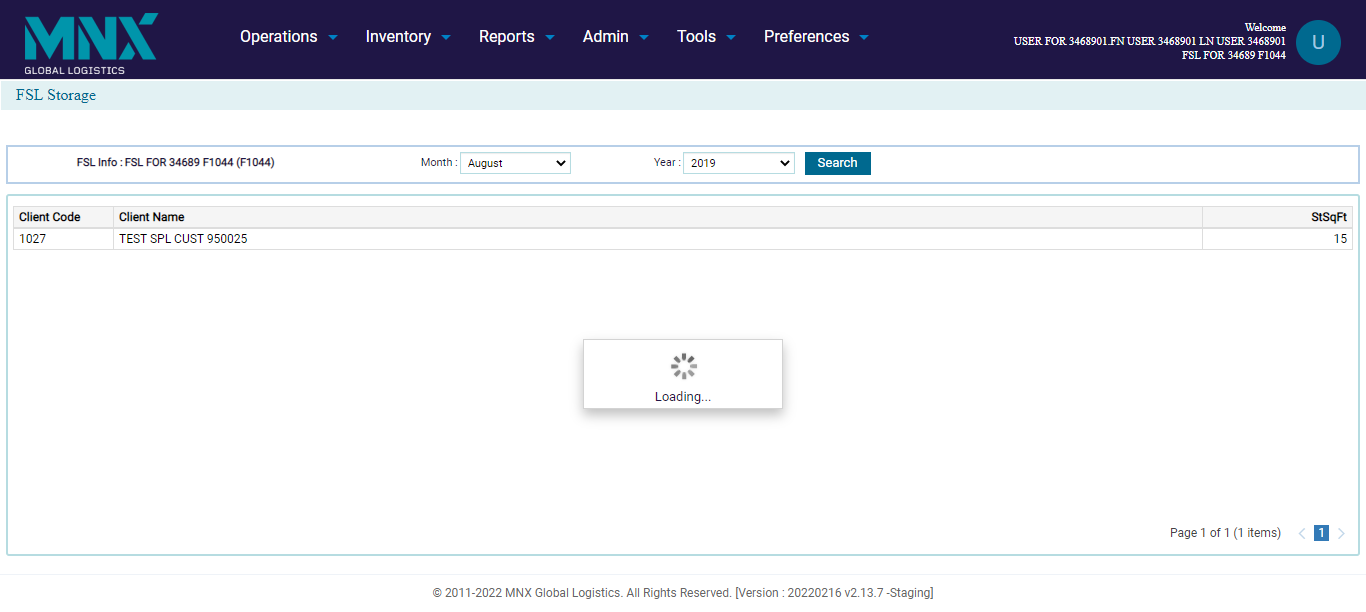 MNX
GLOBAL LOGISTICS
Operations Inventory Reports Admin Tools Preferences
Welcome
USER FOR 3468901.FN USER 3468901 LN USER 3468901
FSL FOR 34689 F1044
U
FSL Storage
FSL Info : FSL FOR 34689 F1044 (F1044) Month : August Year : 2019 Search
Client Code Client Name StSqFt
1027 TEST SPL CUST 950025 15
Loading...
Page 1 of 1 (1 items) 1
© 2011-2022 MNX Global Logistics. All Rights Reserved. [Version : 20220216 v2.13.7 -Staging]